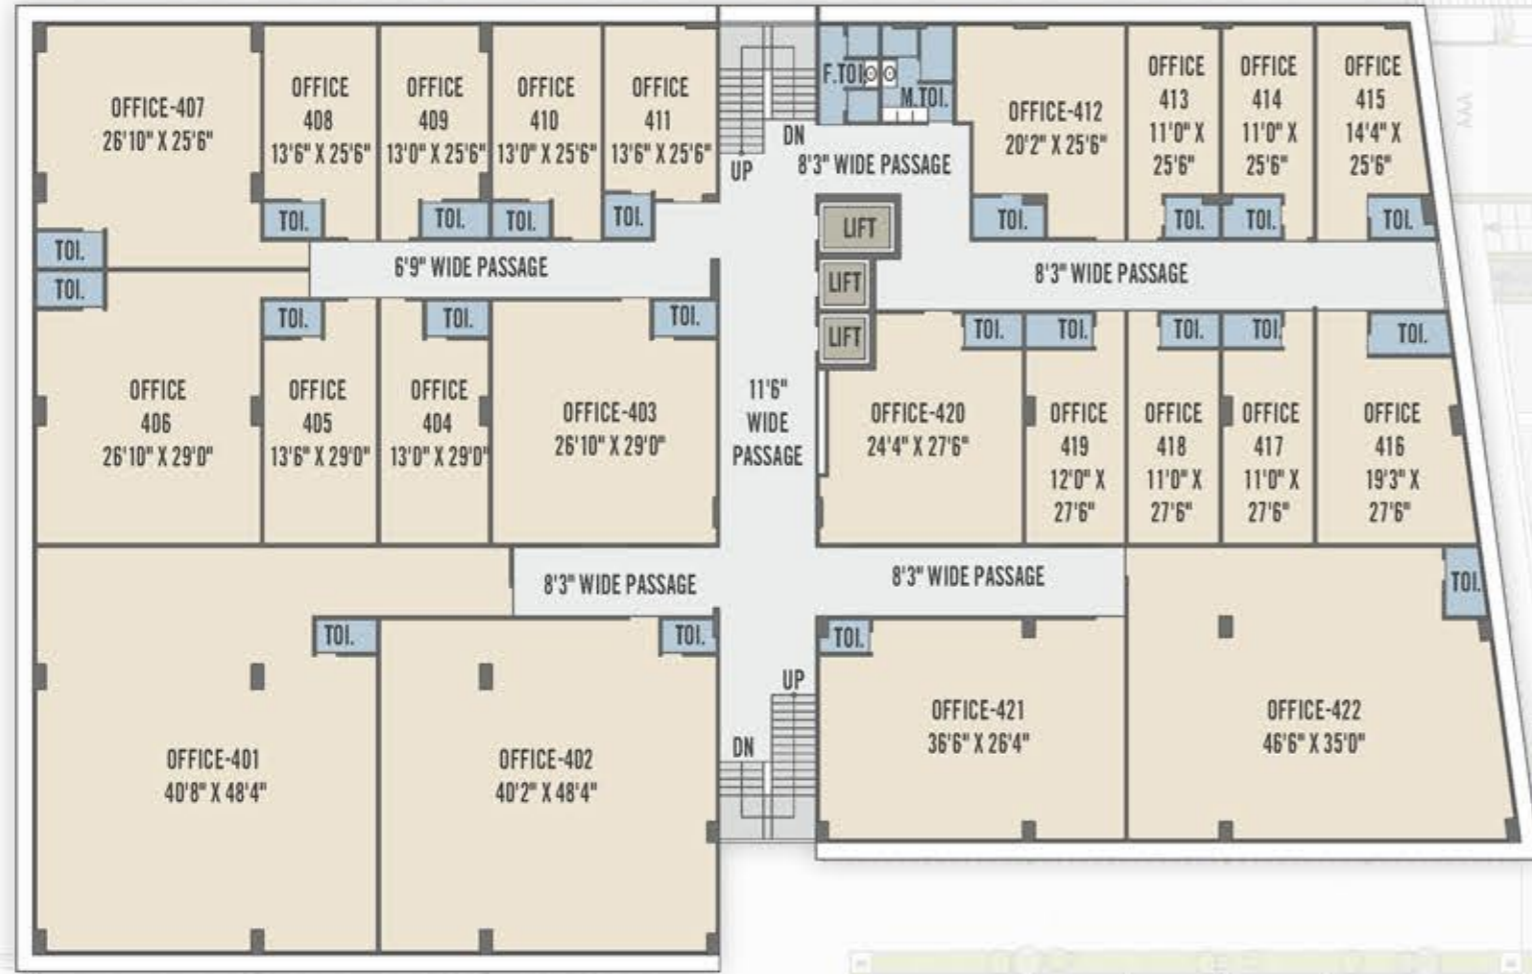 OFFICE-407
26'10" X 25'6"
TOI.
OFFICE
408
13'6" X 25'6"
TOI.
OFFICE
409
13'0" X 25'6"
TOI.
OFFICE
410
13'0" X 25'6"
TOI.
OFFICE
411
13'6" X 25'6"
TOI.
UP
DN
F.TOI.
M.TOI.
8'3" WIDE PASSAGE
OFFICE-412
20'2" X 25'6"
TOI.
OFFICE
413
11'0" X
25'6"
TOI.
OFFICE
414
11'0" X
25'6"
TOI.
OFFICE
415
14'4" X
25'6"
TOI.
6'9" WIDE PASSAGE
LIFT
LIFT
LIFT
8'3" WIDE PASSAGE
TOI.
OFFICE
406
26'10" X 29'0"
TOI.
OFFICE
405
13'6" X 29'0"
TOI.
OFFICE
404
13'0" X 29'0"
TOI.
OFFICE-403
26'10" X 29'0"
11'6"
WIDE
PASSAGE
TOI.
OFFICE-420
24'4" X 27'6"
TOI.
OFFICE
419
12'0" X
27'6"
TOI.
OFFICE
418
11'0" X
27'6"
TOI.
OFFICE
417
11'0" X
27'6"
TOI.
OFFICE
416
19'3" X
27'6"
8'3" WIDE PASSAGE
8'3" WIDE PASSAGE
TOI.
TOI.
TOI.
TOI.
OFFICE-401
40'8" X 48'4"
OFFICE-402
40'2" X 48'4"
UP
DN
OFFICE-421
36'6" X 26'4"
OFFICE-422
46'6" X 35'0"